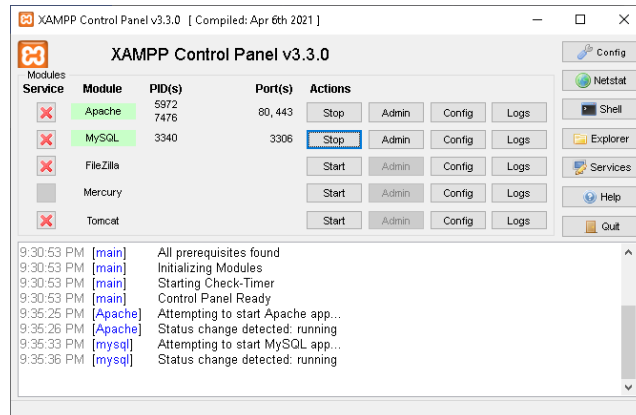 XAMPP Control Panel v3.3.0 [ Compiled: Apr 6th 2021 ]
XAMPP Control Panel v3.3.0
Config
Modules
Service Module PID(s) Port(s) Actions
Netstat
Apache 5972 7476 80, 443 Stop Admin Config Logs
Shell
MySQL 3340 3306 Stop Admin Config Logs
Explorer
FileZilla Start Admin Config Logs
Services
Mercury Start Admin Config Logs
Help
Tomcat Start Admin Config Logs
Quit
9:30:53 PM [main] All prerequisites found
9:30:53 PM [main] Initializing Modules
9:30:53 PM [main] Starting Check-Timer
9:30:53 PM [main] Control Panel Ready
9:35:25 PM [Apache] Attempting to start Apache app...
9:35:26 PM [Apache] Status change detected: running
9:35:33 PM [mysql] Attempting to start MySQL app...
9:35:36 PM [mysql] Status change detected: running